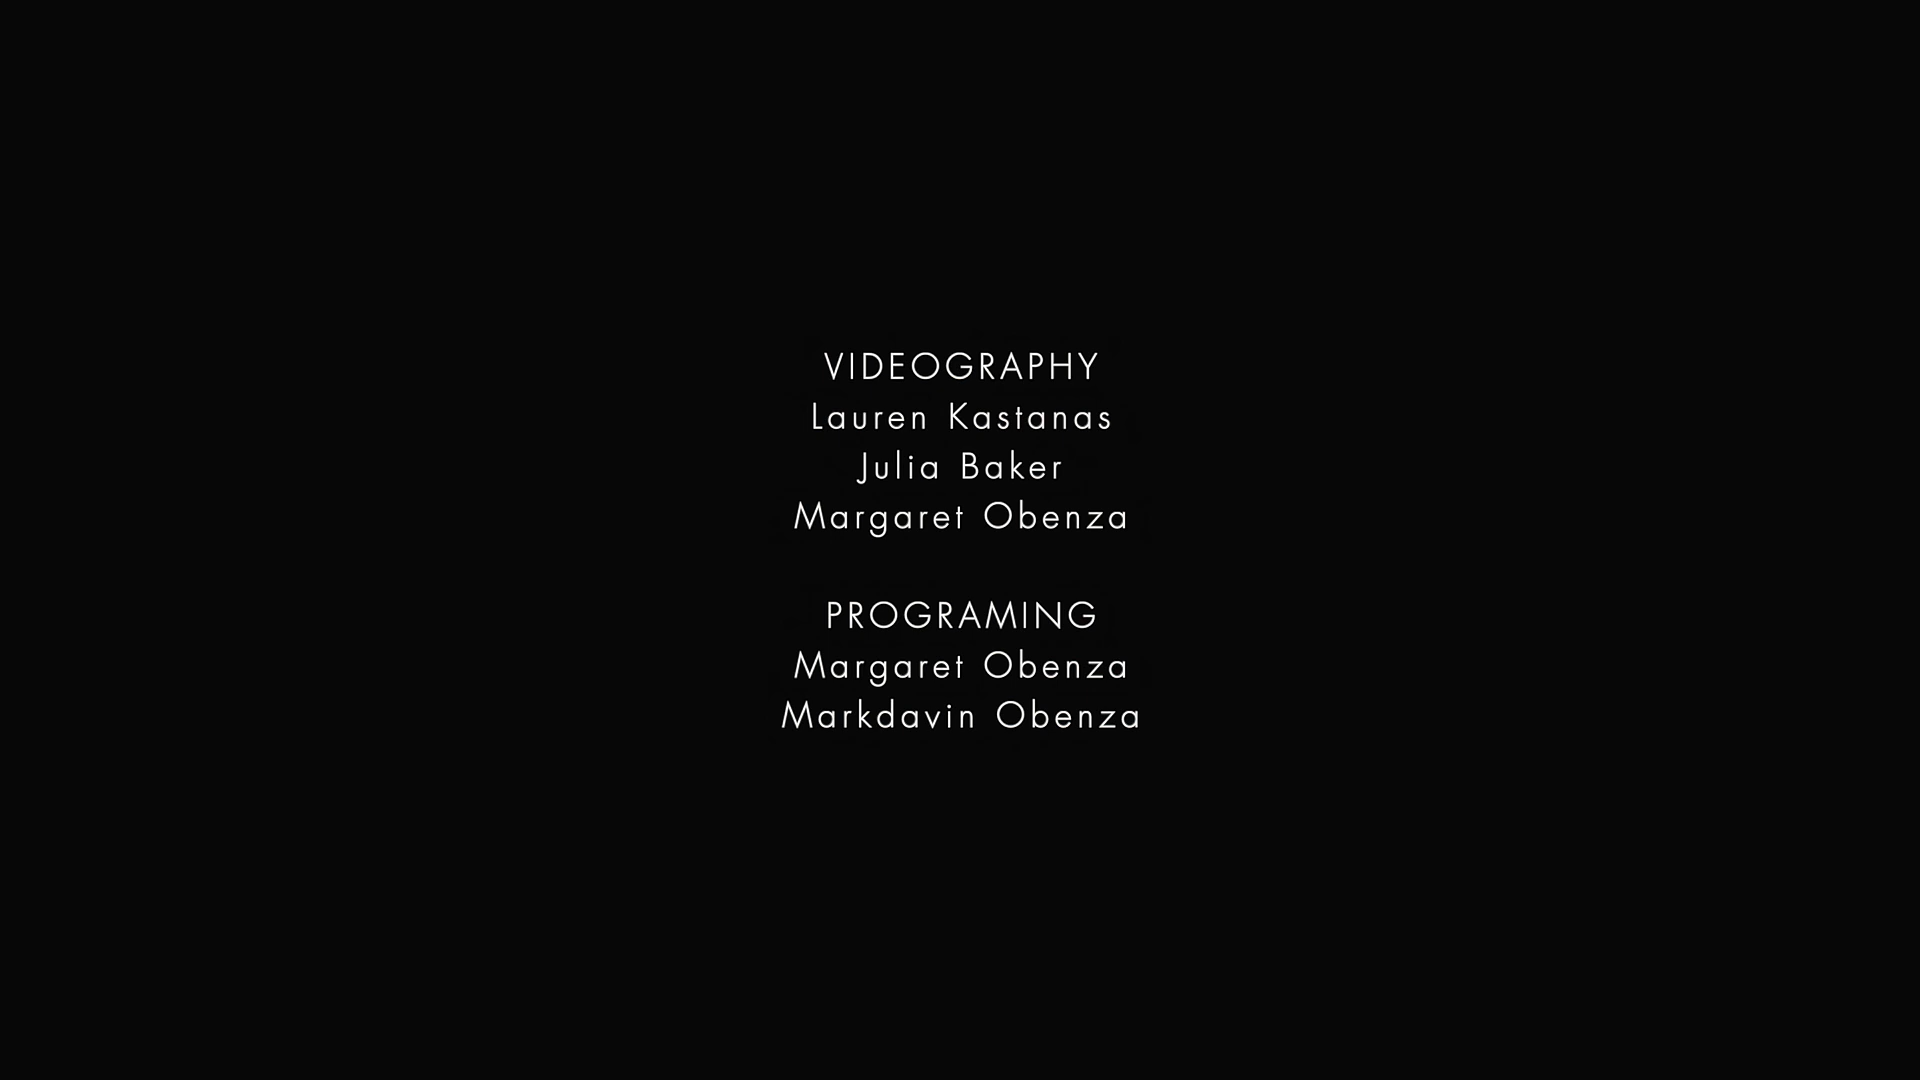 VIDEOGRAPHY
Lauren Kastanas
Julia Baker
Margaret Obenza
PROGRAMING
Margaret Obenza
Markdavin Obenza